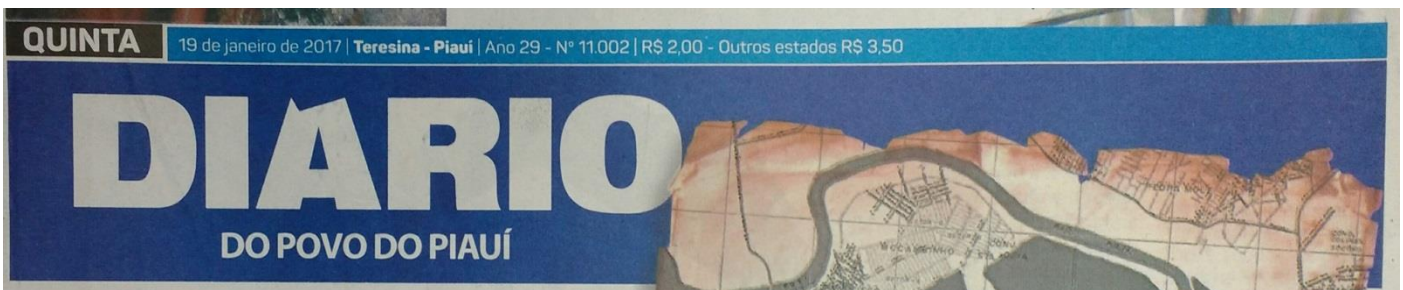 QUINTA
19 de janeiro de 2017 | Teresina - Piauí | Ano 29 - Nº 11.002 | R$ 2,00 - Outros estados R$ 3,50
DIÁRIO
DO POVO DO PIAUÍ